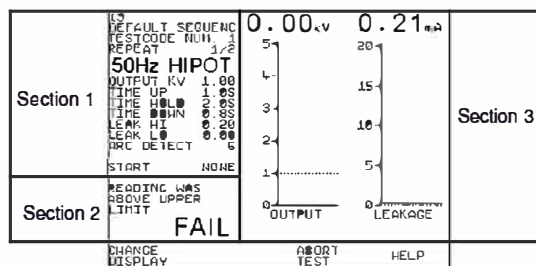 Section 1
DEFAULT SEQUENC
TESTCODE NUM. 1
REPEAT 1/2
50Hz HIPOT
OUTPUT KV 1.00
TIME UP 1.0S
TIME HOLD 2.0S
TIME DOWN 0.8S
LEAK HI 0.20
LEAK LO 0.00
ARC DETECT 6
START NONE
Section 2
READING WAS
ABOVE UPPER
LIMIT
FAIL
0.00kV 0.21mA
5 20
4
3 15
2 10
1 5
0 0
OUTPUT LEAKAGE
Section 3
CHANGE
DISPLAY
ABORT
TEST
HELP